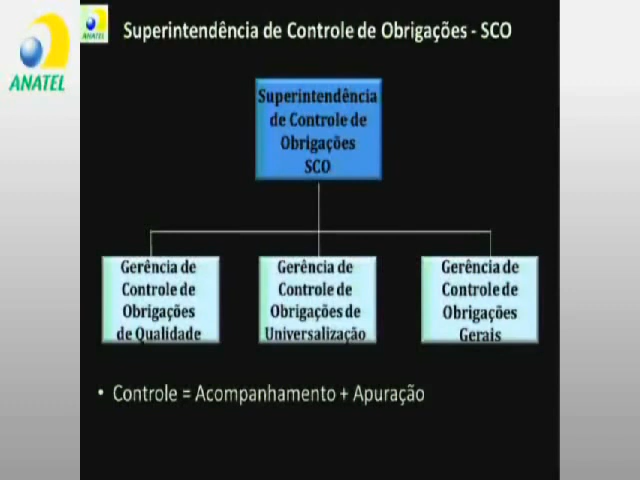 ANATEL
ANATEL
Superintendência de Controle de Obrigações - SCO
Superintendência
de Controle de
Obrigações
SCO
Gerência de
Controle de
Obrigações
de Qualidade
Gerência de
Controle de
Obrigações de
Universalização
Gerência de
Controle de
Obrigações
Gerais
• Controle = Acompanhamento + Apuração